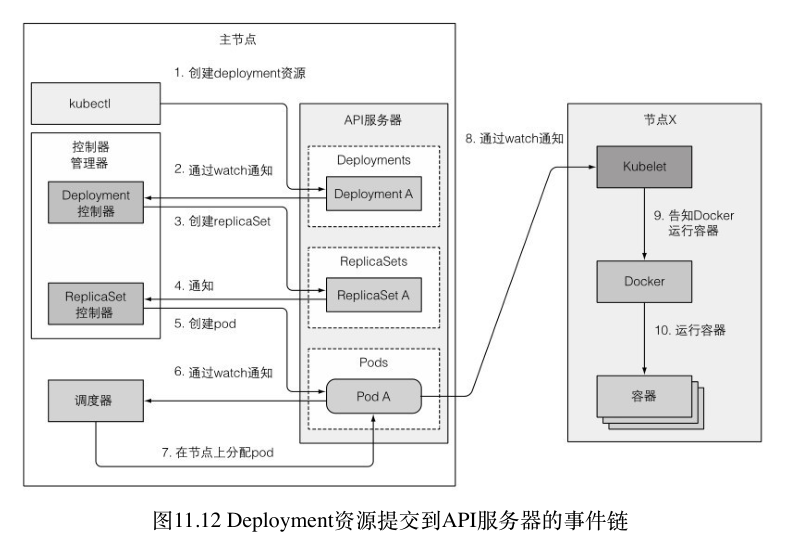 主节点
1. 创建deployment资源
kubectl
API服务器
控制器
管理器
Deployments
2. 通过watch通知
Deployment
控制器
Deployment A
3. 创建replicaSet
ReplicaSets
4. 通知
ReplicaSet
控制器
ReplicaSet A
5. 创建pod
Pods
6. 通过watch通知
调度器
Pod A
7. 在节点上分配pod
8. 通过watch通知
节点X
Kubelet
9. 告知Docker
运行容器
Docker
10. 运行容器
容器
图11.12 Deployment资源提交到API服务器的事件链